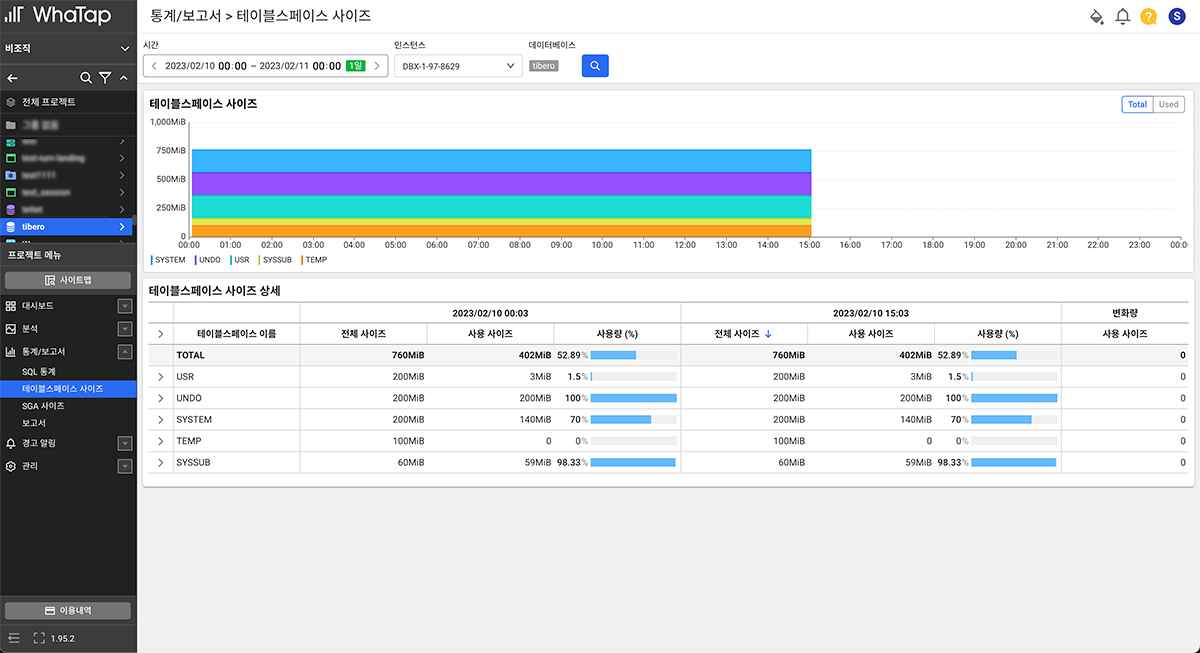 WhaTap
통계/보고서 > 테이블스페이스 사이즈
S
비조직
전체 프로젝트
tibero
프로젝트 메뉴
사이트맵
대시보드
분석
통계/보고서
SQL 통계
테이블스페이스 사이즈
SGA 사이즈
보고서
경고 알림
관리
이용내역
1.95.2
시간 인스턴스 데이터베이스
2023/02/10 00:00 ~ 2023/02/11 00:00 1일 DBX-1-97-8629 tibero
테이블스페이스 사이즈 Total Used
1,000MiB
750MiB
500MiB
250MiB
0
00:00 01:00 02:00 03:00 04:00 05:00 06:00 07:00 08:00 09:00 10:00 11:00 12:00 13:00 14:00 15:00 16:00 17:00 18:00 19:00 20:00 21:00 22:00 23:00 00:0
SYSTEM UNDO USR SYSSUB TEMP
테이블스페이스 사이즈 상세
2023/02/10 00:03 2023/02/10 15:03 변화량
테이블스페이스 이름 전체 사이즈 사용 사이즈 사용량 (%) 전체 사이즈 사용 사이즈 사용량 (%) 사용 사이즈
TOTAL 760MiB 402MiB 52.89% 760MiB 402MiB 52.89% 0
USR 200MiB 3MiB 1.5% 200MiB 3MiB 1.5% 0
UNDO 200MiB 200MiB 100% 200MiB 200MiB 100% 0
SYSTEM 200MiB 140MiB 70% 200MiB 140MiB 70% 0
TEMP 100MiB 0 0% 100MiB 0 0% 0
SYSSUB 60MiB 59MiB 98.33% 60MiB 59MiB 98.33% 0